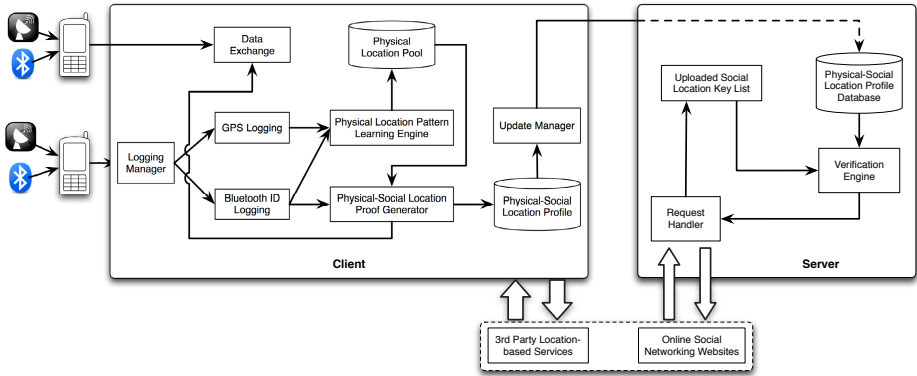 Data
Exchange
Physical
Location Pool
GPS Logging
Physical Location Pattern
Learning Engine
Logging
Manager
Bluetooth ID
Logging
Physical-Social Location
Proof Generator
Update Manager
Physical-Social
Location Profile
Client
Uploaded Social
Location Key List
Physical-Social
Location Profile
Database
Verification
Engine
Request
Handler
Server
3rd Party Location-
based Services
Online Social
Networking Websites